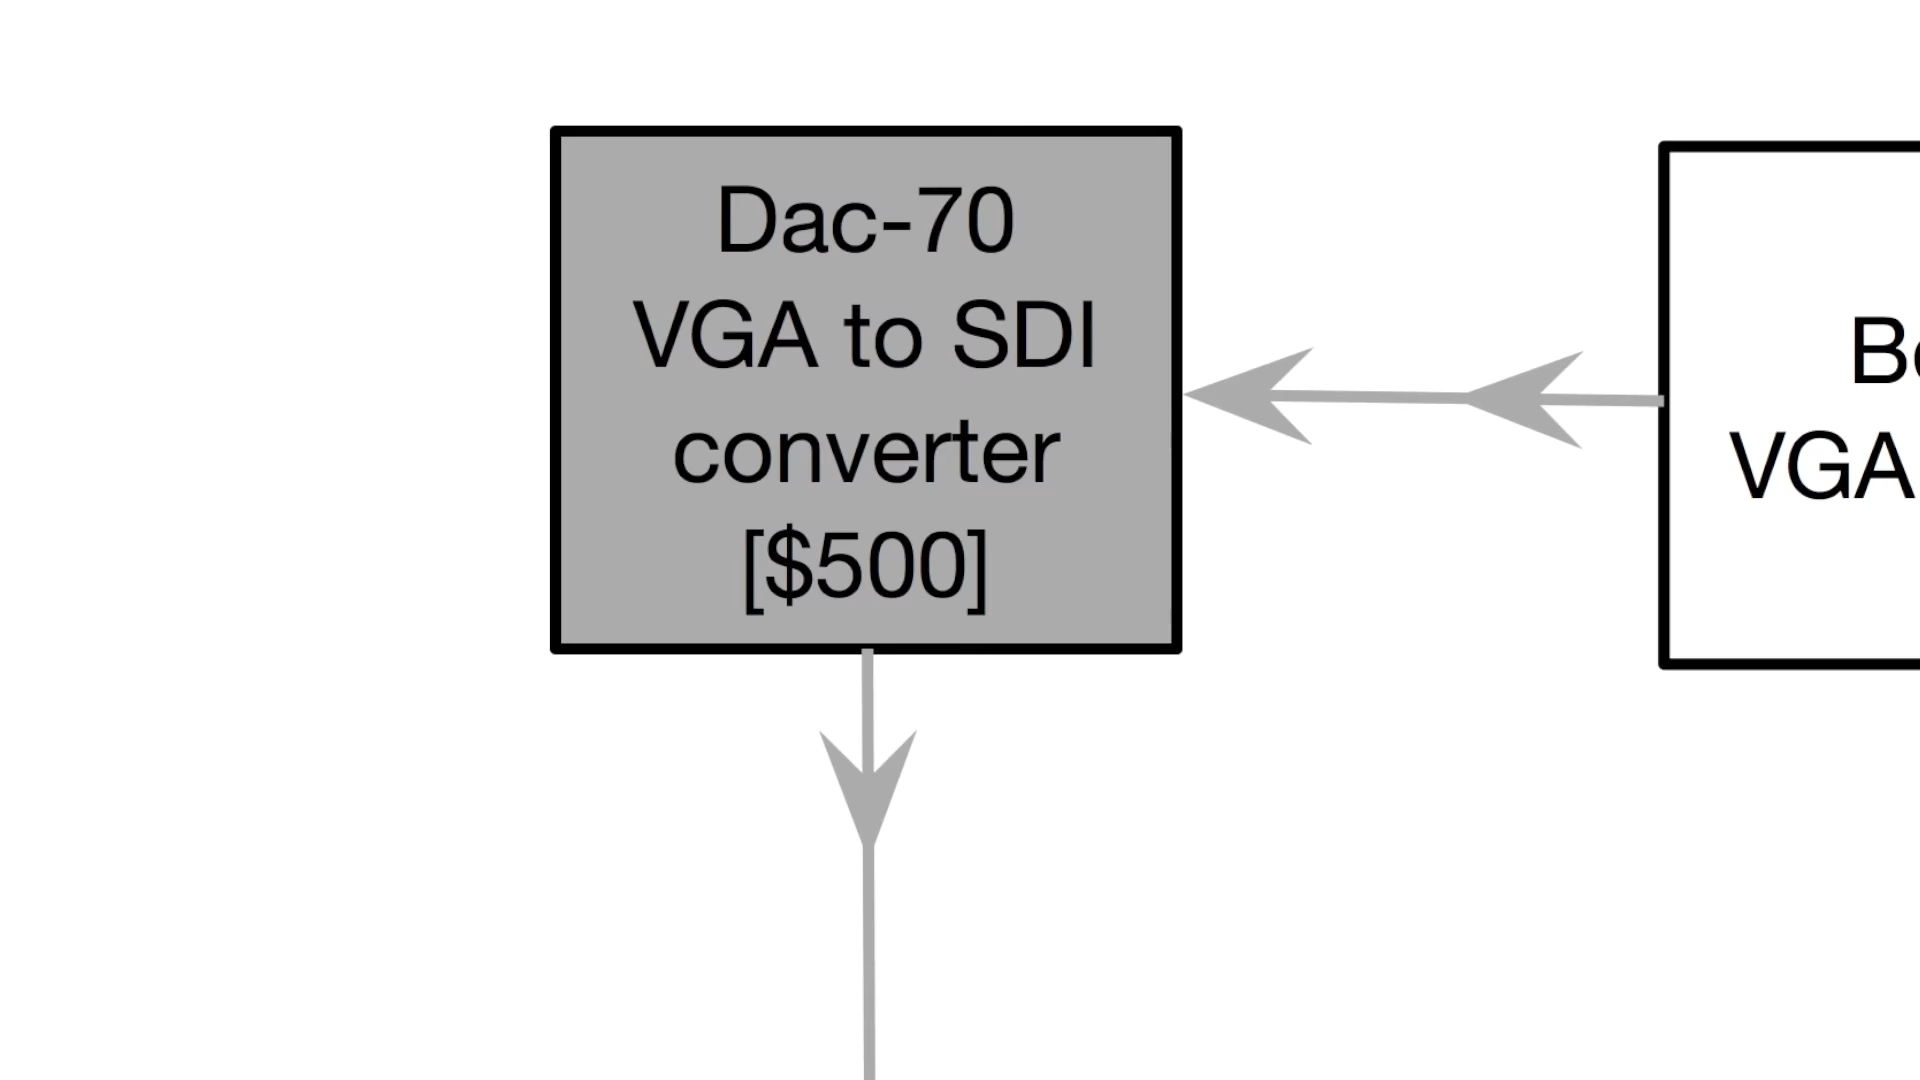 Dac-70
VGA to SDI
converter
[$500]
VGA